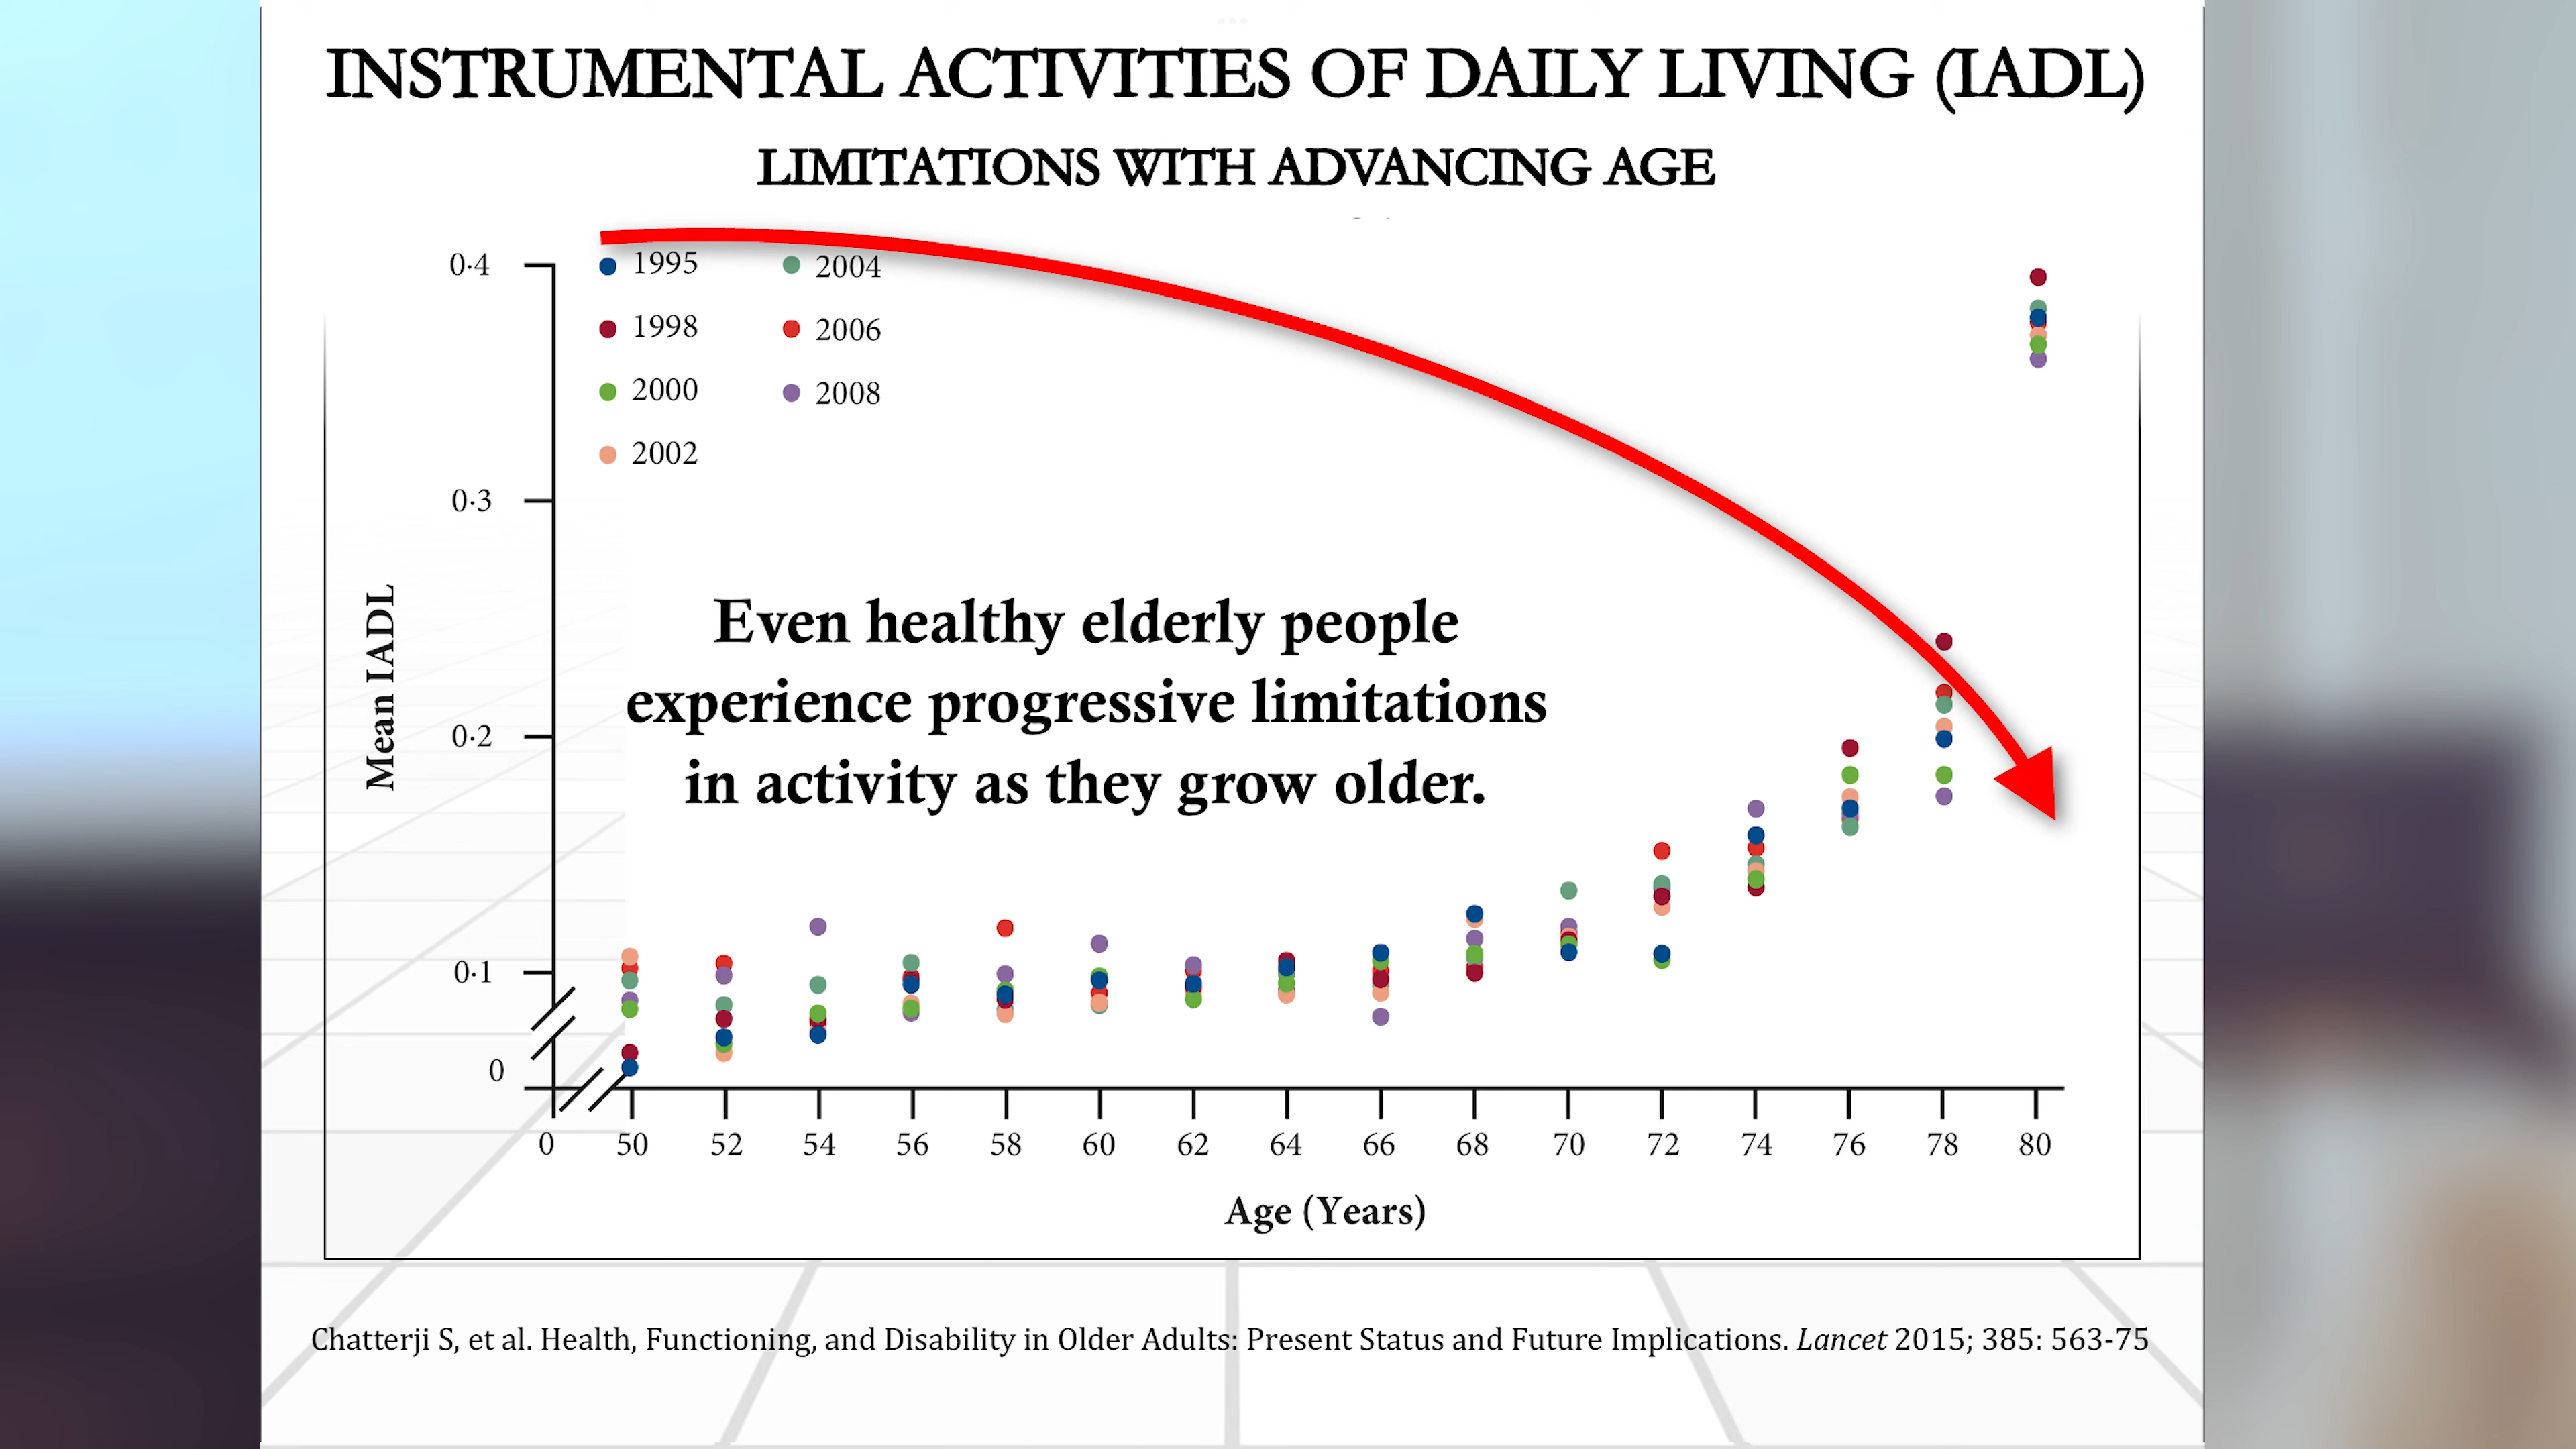 INSTRUMENTAL ACTIVITIES OF DAILY LIVING (IADL)
LIMITATIONS WITH ADVANCING AGE
0·4
0·3
0·2
0·1
0
Mean IADL
1995
1998
2000
2002
2004
2006
2008
Even healthy elderly people
experience progressive limitations
in activity as they grow older.
0 50 52 54 56 58 60 62 64 66 68 70 72 74 76 78 80
Age (Years)
Chatterji S, et al. Health, Functioning, and Disability in Older Adults: Present Status and Future Implications. Lancet 2015; 385: 563-75